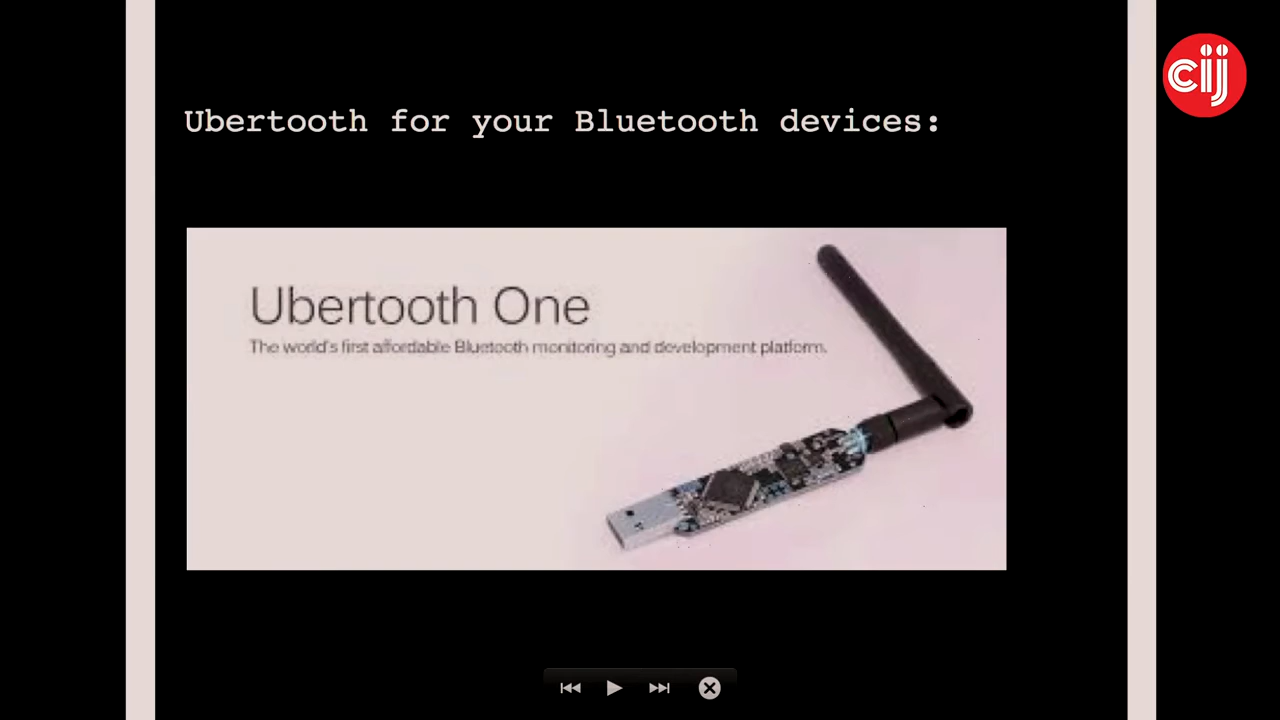 cij
Ubertooth for your Bluetooth devices:
Ubertooth One
The world's first affordable Bluetooth monitoring and development platform.